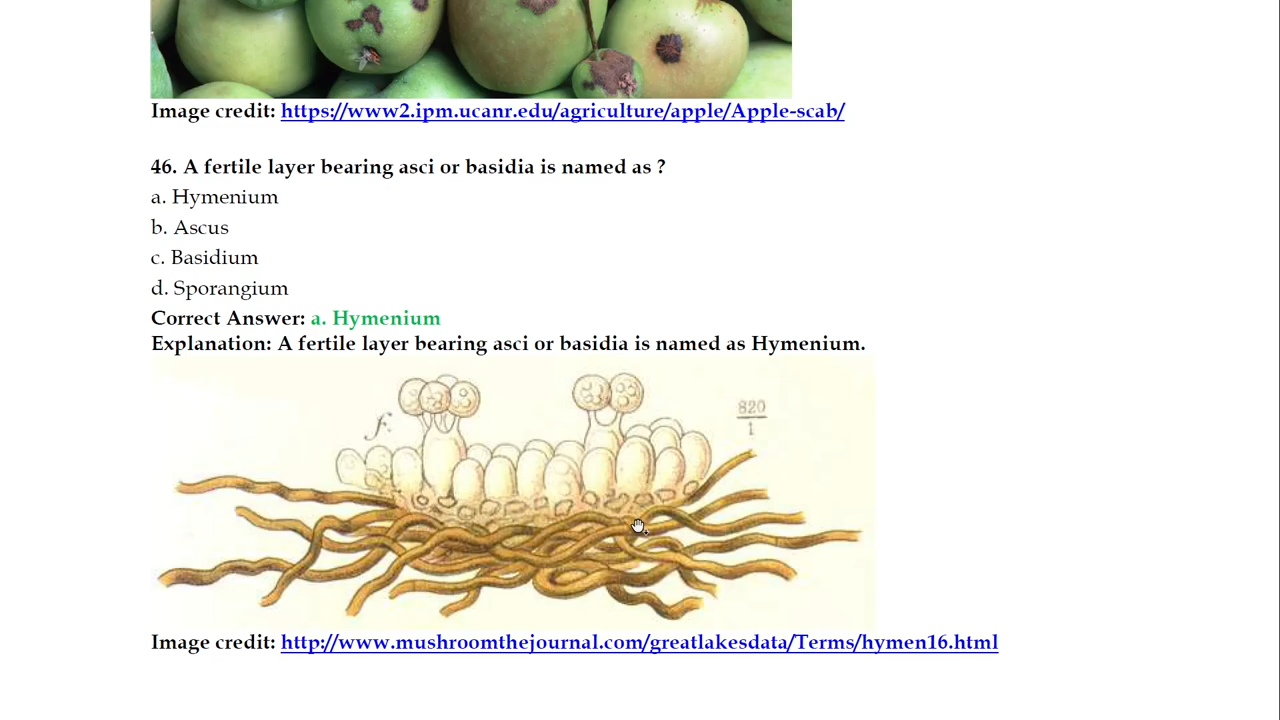 Image credit: https://www2.ipm.ucanr.edu/agriculture/apple/Apple-scab/
46. A fertile layer bearing asci or basidia is named as ?
a. Hymenium
b. Ascus
c. Basidium
d. Sporangium
Correct Answer: a. Hymenium
Explanation: A fertile layer bearing asci or basidia is named as Hymenium.
f.
820
1
Image credit: http://www.mushroomthejournal.com/greatlakesdata/Terms/hymen16.html